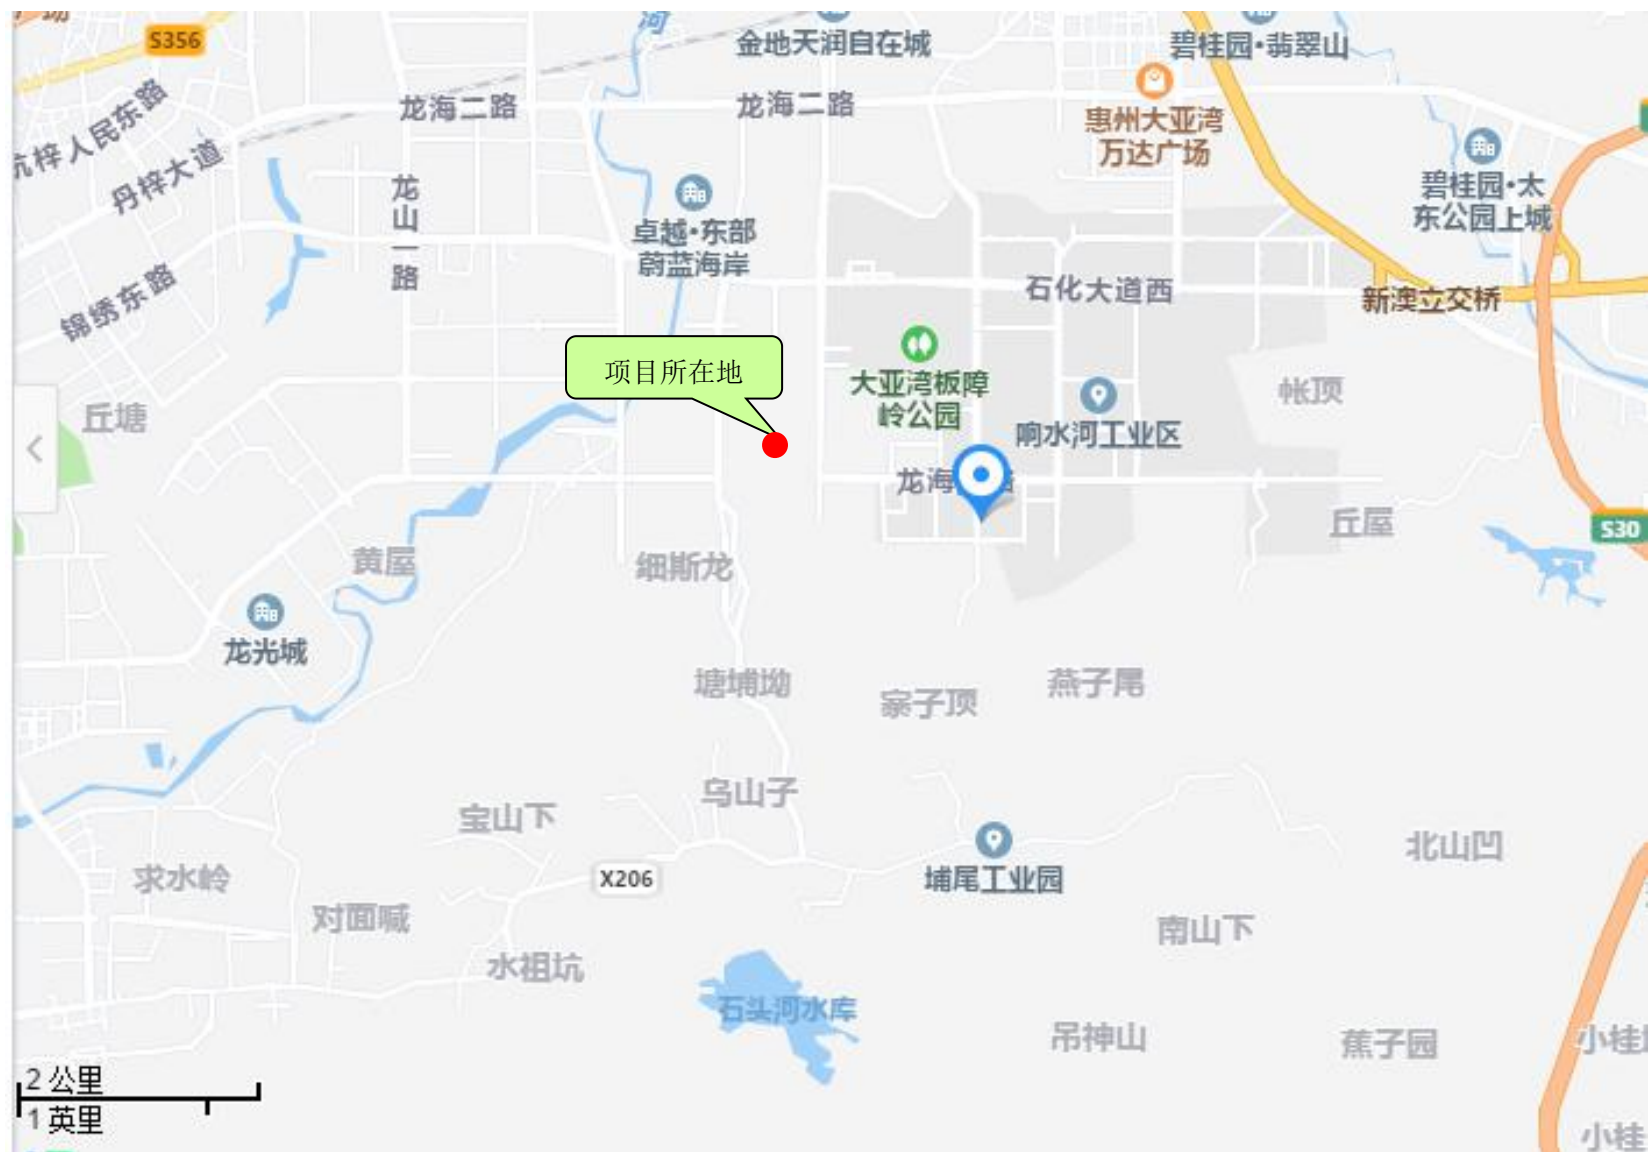 S356
河
金地天润自在城
碧桂园·翡翠山
龙海二路
龙海二路
惠州大亚湾
万达广场
坑梓人民东路
丹梓大道
龙山一路
卓越·东部
蔚蓝海岸
碧桂园·太
东公园上城
锦绣东路
石化大道西
新澳立交桥
项目所在地
大亚湾板障
岭公园
响水河工业区
帐顶
丘塘
龙海
丘屋
S30
黄屋
细斯龙
龙光城
塘埔坳
寨子顶
燕子尾
乌山子
宝山下
埔尾工业园
北山凹
求水岭
X206
对面喊
南山下
水祖坑
石头河水库
吊神山
蕉子园
小桂
2 公里
1 英里
小桂